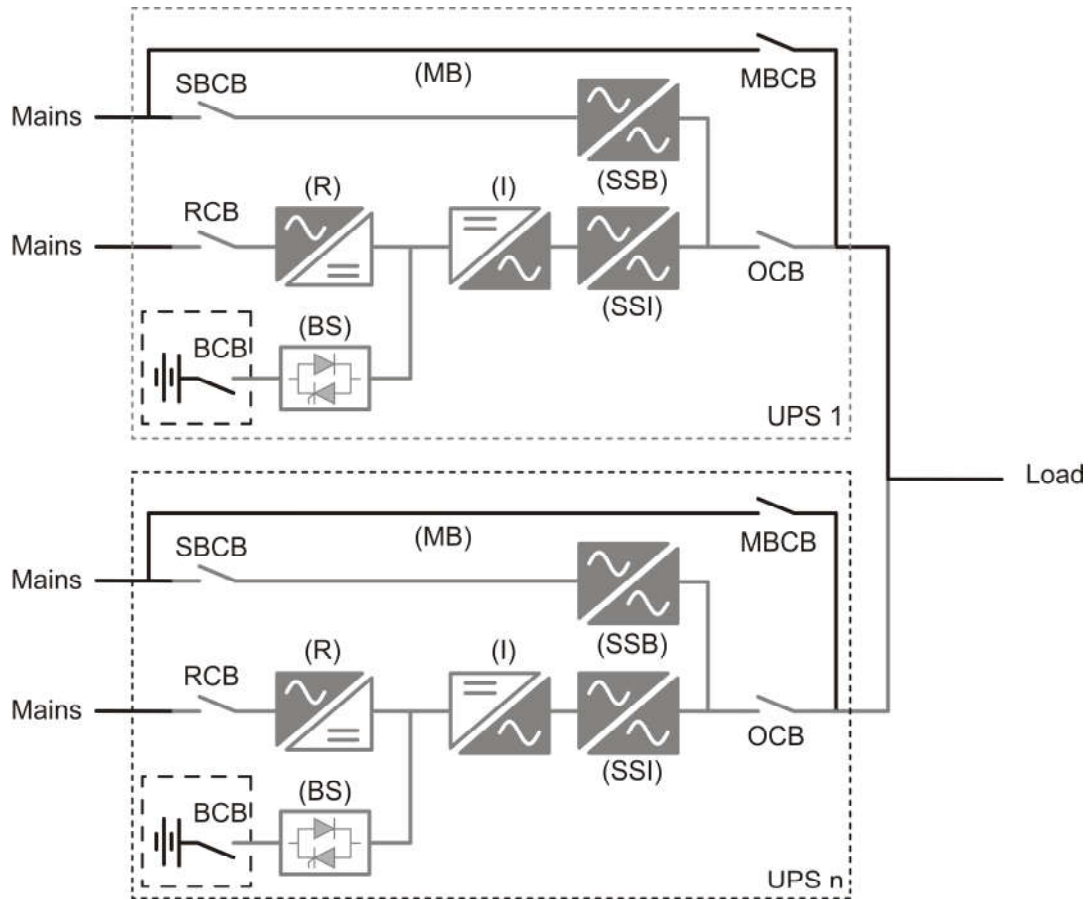 (MB)
MBCB
SBCB
Mains
(SSB)
(R)
(I)
RCB
Mains
OCB
(SSI)
(BS)
BCB
UPS 1
Load
(MB)
MBCB
SBCB
Mains
(SSB)
(R)
(I)
RCB
Mains
OCB
(SSI)
(BS)
BCB
UPS n